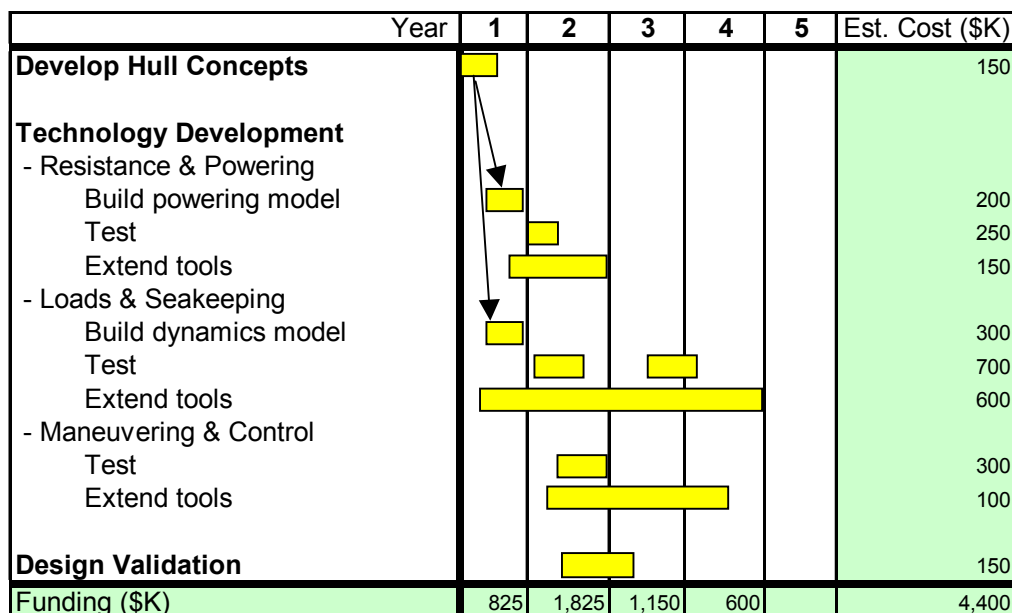 Year 1 2 3 4 5 Est. Cost ($K)
Develop Hull Concepts 150
Technology Development
- Resistance & Powering
Build powering model 200
Test 250
Extend tools 150
- Loads & Seakeeping
Build dynamics model 300
Test 700
Extend tools 600
- Maneuvering & Control
Test 300
Extend tools 100
Design Validation 150
Funding ($K) 825 1,825 1,150 600 4,400